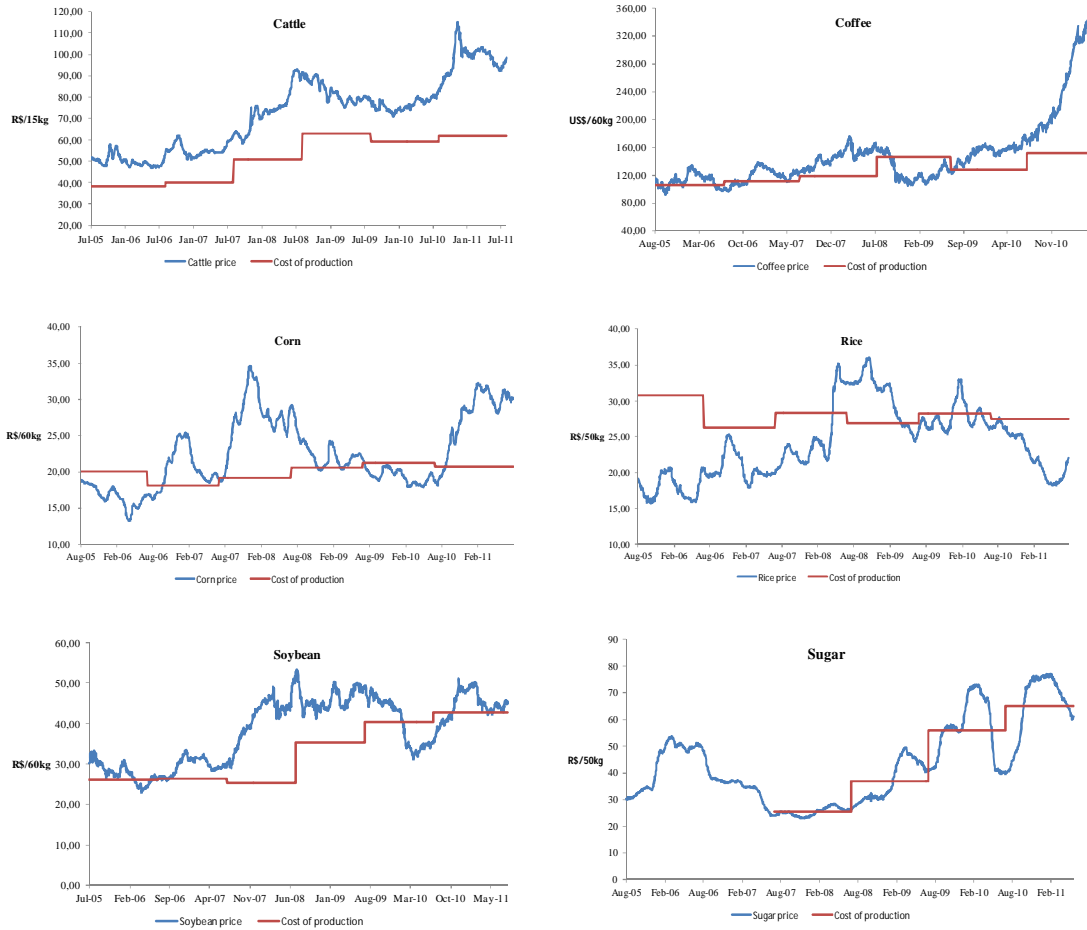 Cattle
R$/15kg
120,00
100,00
80,00
60,00
50,00
40,00
20,00
Jul-05 Jan-06 Jul-06 Jan-07 Jul-07 Jan-08 Jul-08 Jan-09 Jul-09 Jan-10 Jul-10 Jan-11 Jul-11
Cattle price Cost of production
Coffee
US$/60kg
360,00
320,00
280,00
240,00
200,00
160,00
120,00
80,00
40,00
Aug-05 Mar-06 Oct-06 May-07 Dec-07 Jul-08 Feb-09 Sep-09 Apr-10 Nov-10
Coffee price Cost of production
Corn
R$/60kg
40,00
35,00
30,00
25,00
20,00
15,00
10,00
Aug-05 Feb-06 Aug-06 Feb-07 Aug-07 Feb-08 Aug-08 Feb-09 Aug-09 Feb-10 Aug-10 Feb-11
Corn price Cost of production
Rice
R$/50kg
40,00
35,00
30,00
25,00
20,00
15,00
10,00
Aug-05 Feb-06 Aug-06 Feb-07 Aug-07 Feb-08 Aug-08 Feb-09 Aug-09 Feb-10 Aug-10 Feb-11
Rice price Cost of production
Soybean
R$/60kg
60,00
50,00
40,00
30,00
20,00
10,00
0,00
Jul-05 Feb-06 Sep-06 Apr-07 Nov-07 Jun-08 Jan-09 Aug-09 Mar-10 Oct-10 May-11
Soybean price Cost of production
Sugar
R$/50kg
90
80
70
60
50
40
30
20
10
0
Aug-05 Feb-06 Aug-06 Feb-07 Aug-07 Feb-08 Aug-08 Feb-09 Aug-09 Feb-10 Aug-10 Feb-11
Sugar price Cost of production